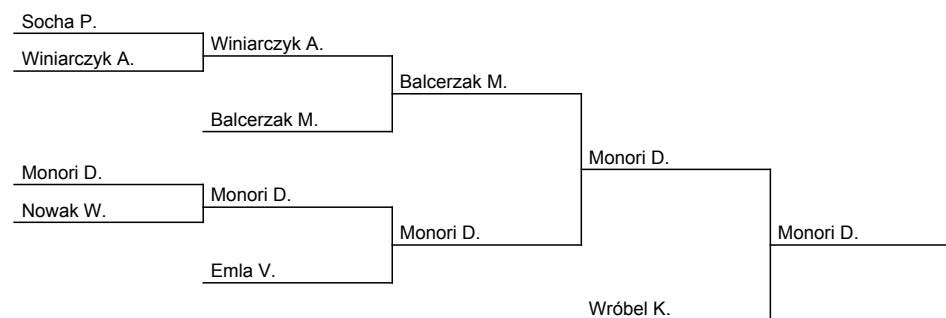 Socha P.
Winiarczyk A.
Winiarczyk A.
Balcerzak M.
Balcerzak M.
Monori D.
Monori D.
Nowak W.
Monori D.
Monori D.
Monori D.
Emla V.
Wróbel K.